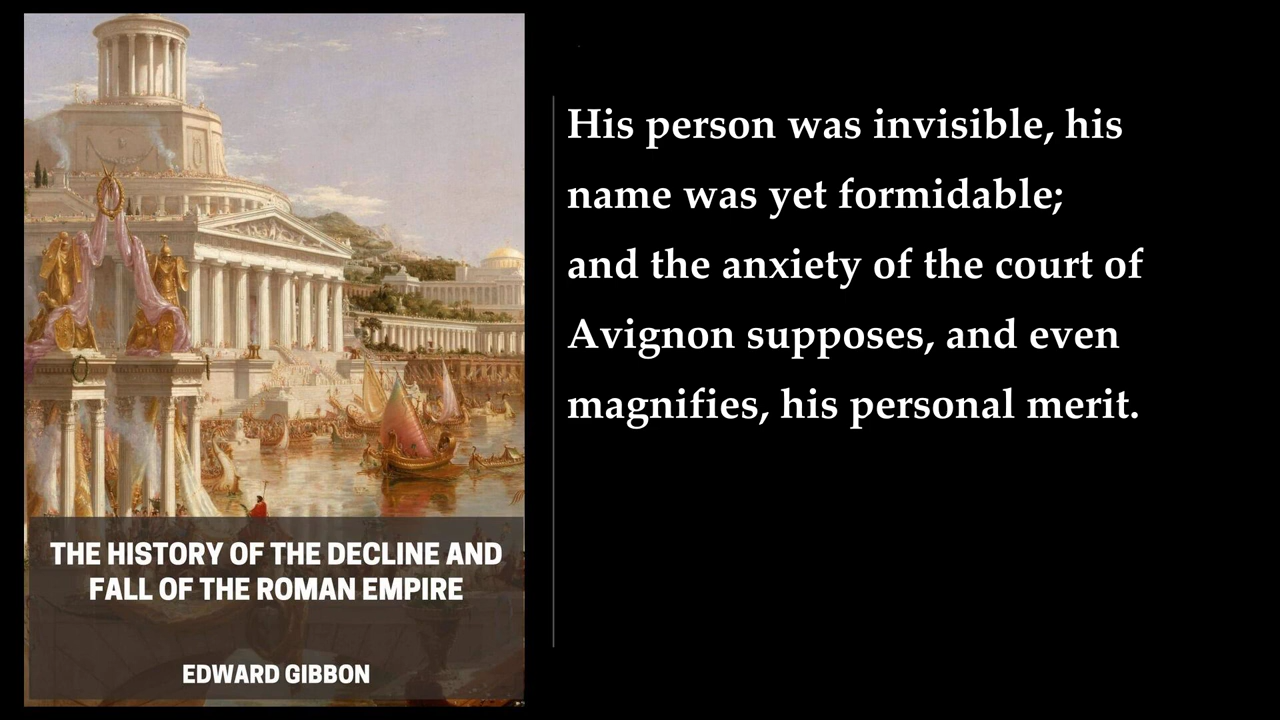 THE HISTORY OF THE DECLINE AND
FALL OF THE ROMAN EMPIRE
EDWARD GIBBON
His person was invisible, his
name was yet formidable;
and the anxiety of the court of
Avignon supposes, and even
magnifies, his personal merit.